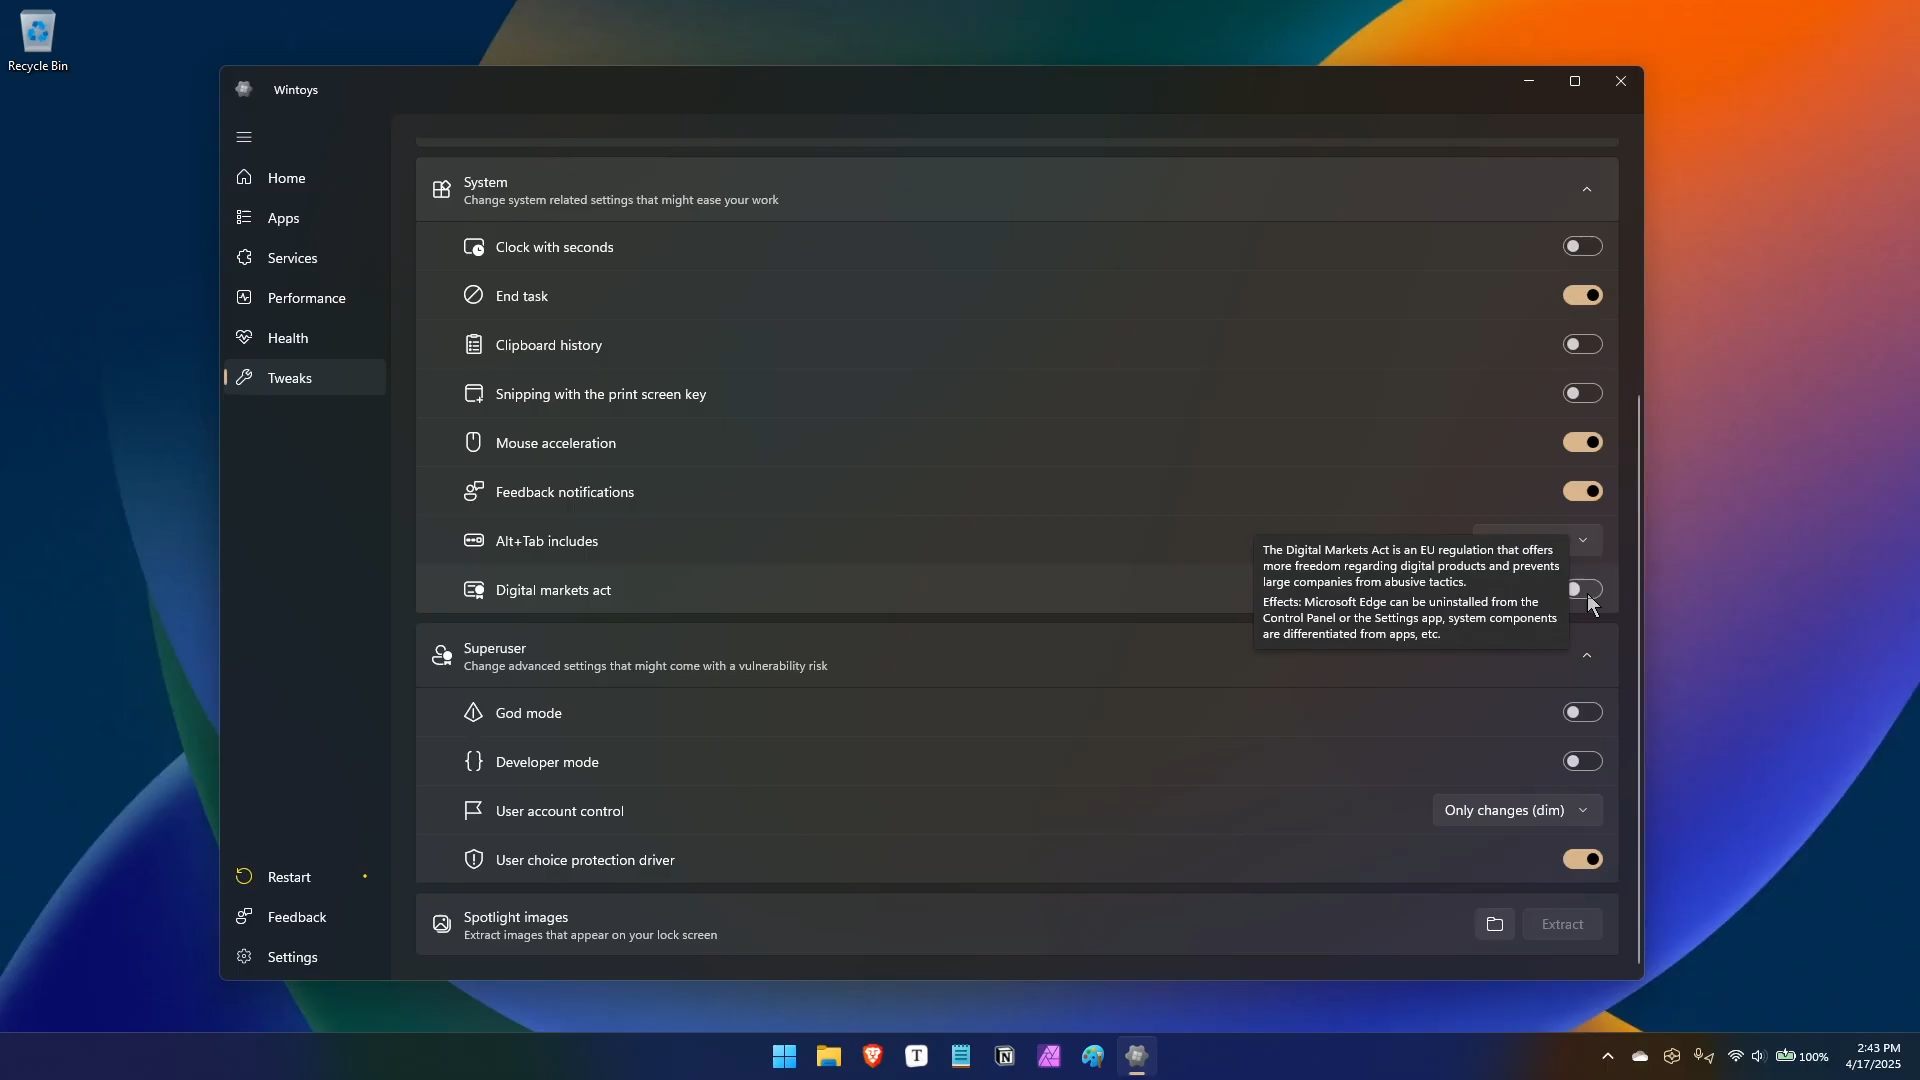 Recycle Bin
Wintoys
Home
Apps
Services
Performance
Health
Tweaks
Restart
Feedback
Settings
System
Change system related settings that might ease your work
Clock with seconds
End task
Clipboard history
Snipping with the print screen key
Mouse acceleration
Feedback notifications
Alt+Tab includes
Digital markets act
The Digital Markets Act is an EU regulation that offers
more freedom regarding digital products and prevents
large companies from abusive tactics.
Effects: Microsoft Edge can be uninstalled from the
Control Panel or the Settings app, system components
are differentiated from apps, etc.
Superuser
Change advanced settings that might come with a vulnerability risk
God mode
Developer mode
User account control
Only changes (dim)
User choice protection driver
Spotlight images
Extract images that appear on your lock screen
Extract
T
N
100%
2:43 PM
4/17/2025